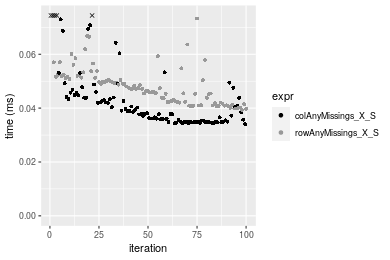 time (ms)
0.06
0.04
0.02
0.00
0
25
50
75
100
iteration
expr
colAnyMissings_X_S
rowAnyMissings_X_S